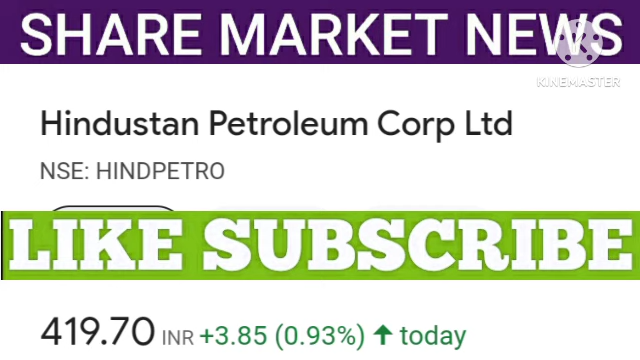 SHARE MARKET NEWS
KINEMASTER
Hindustan Petroleum Corp Ltd
NSE: HINDPETRO
LIKE SUBSCRIBE
419.70 INR +3.85 (0.93%) ↑ today